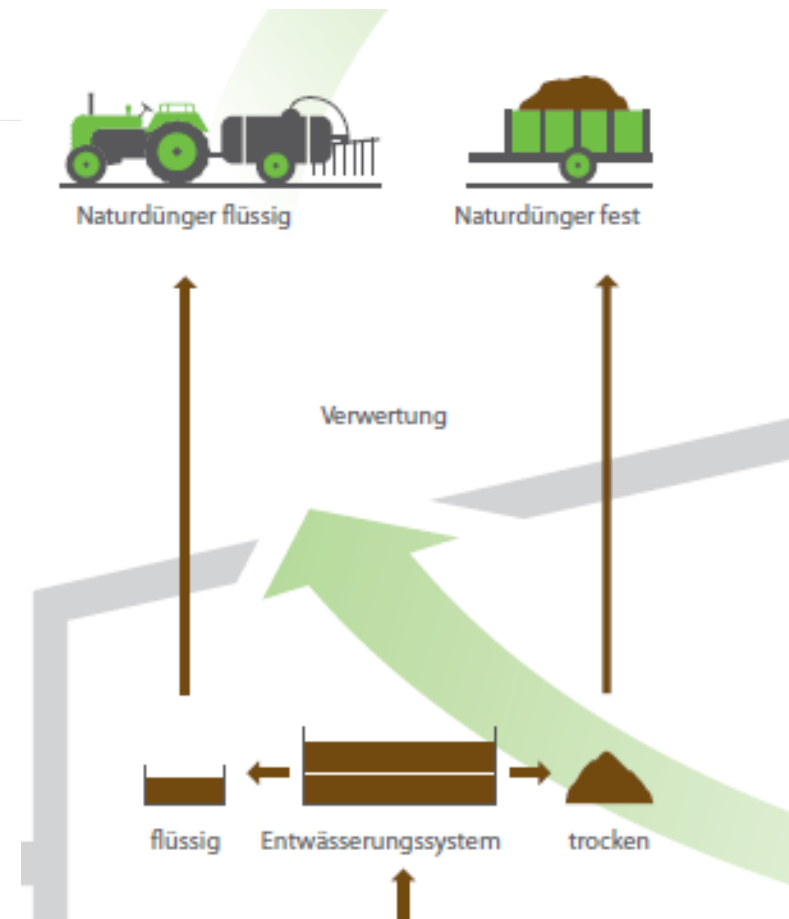 Naturdünger flüssig
Naturdünger fest
Verwertung
flüssig
Entwässerungssystem
trocken